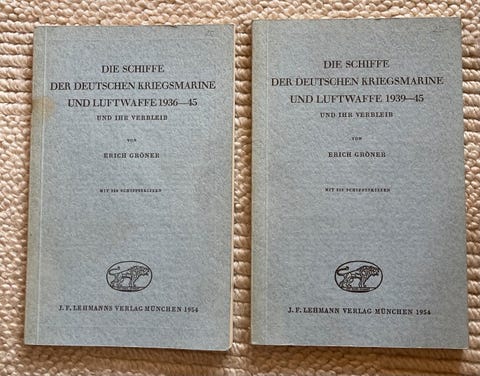 DIE SCHIFFE
DER DEUTSCHEN KRIEGSMARINE
UND LUFTWAFFE 1936—45
UND IHR VERBLEIB
VON
ERICH GRÖNER
J. F. LEHMANNS VERLAG MÜNCHEN 1954
DIE SCHIFFE
DER DEUTSCHEN KRIEGSMARINE
UND LUFTWAFFE 1939—45
UND IHR VERBLEIB
VON
ERICH GRÖNER
J. F. LEHMANN VERLAG MÜNCHEN 1954